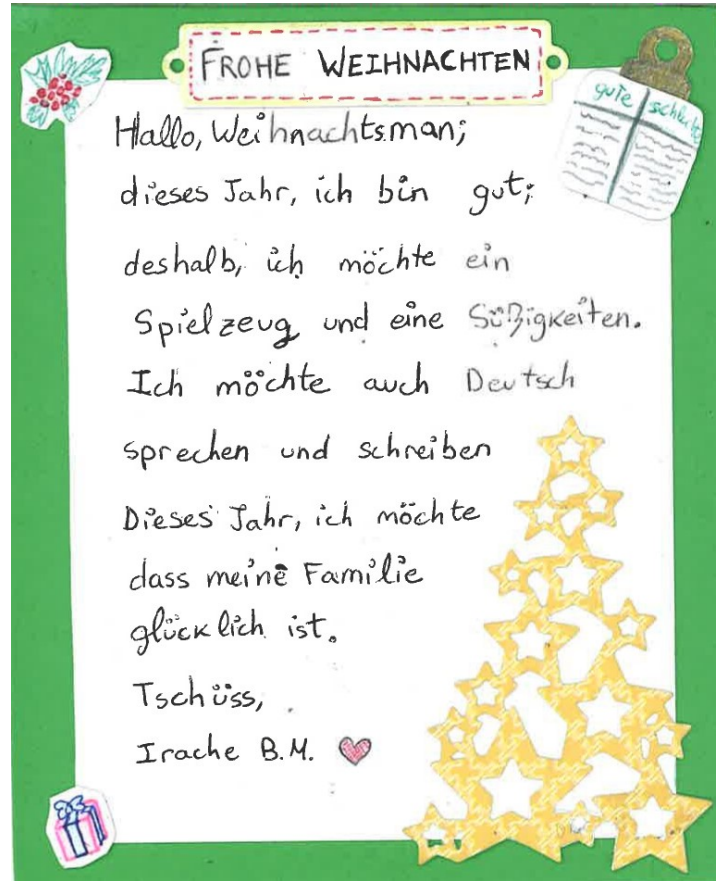 FROHE WEIHNACHTEN
gute schlecht
Hallo, Weihnachtsman;
dieses Jahr, ich bin gut;
deshalb, ich möchte ein
Spielzeug und eine Süßigkeiten.
Ich möchte auch Deutsch
sprechen und schreiben
Dieses Jahr, ich möchte
dass meine Familie
glücklich ist.
Tschüss,
Irache B.M.